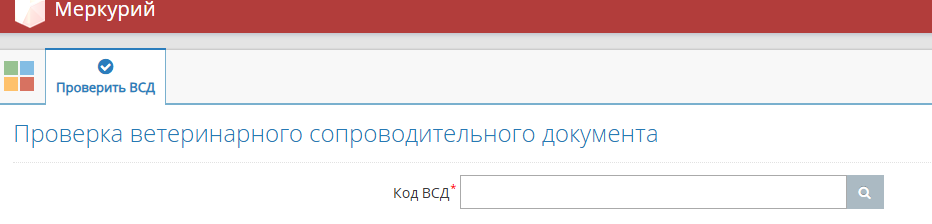 Меркурий
Проверить ВСД
Проверка ветеринарного сопроводительного документа
Код ВСД*